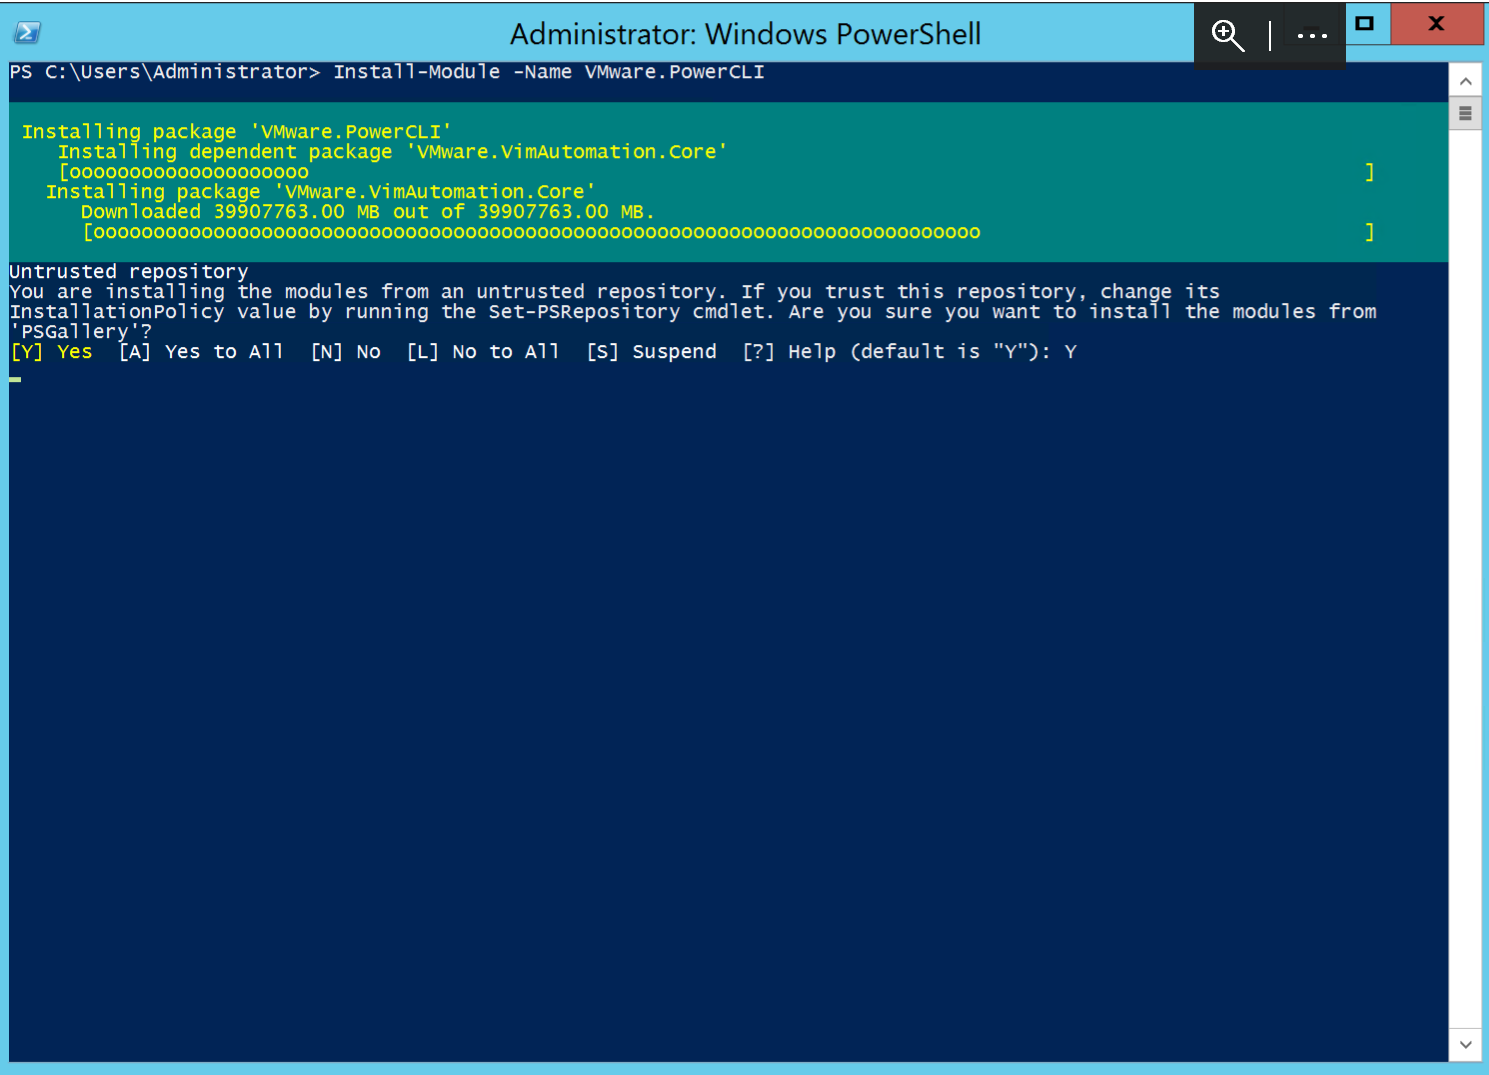 Administrator: Windows PowerShell
PS C:\Users\Administrator> Install-Module -Name VMware.PowerCLI
Installing package 'VMware.PowerCLI'
Installing dependent package 'VMware.VimAutomation.Core'
[oooooooooooooooooooo ]
Installing package 'VMware.VimAutomation.Core'
Downloaded 39907763.00 MB out of 39907763.00 MB.
[oooooooooooooooooooooooooooooooooooooooooooooooooooooooooooooooooooooooooo ]
Untrusted repository
You are installing the modules from an untrusted repository. If you trust this repository, change its
InstallationPolicy value by running the Set-PSRepository cmdlet. Are you sure you want to install the modules from
'PSGallery'?
[Y] Yes [A] Yes to All [N] No [L] No to All [S] Suspend [?] Help (default is "Y"): Y